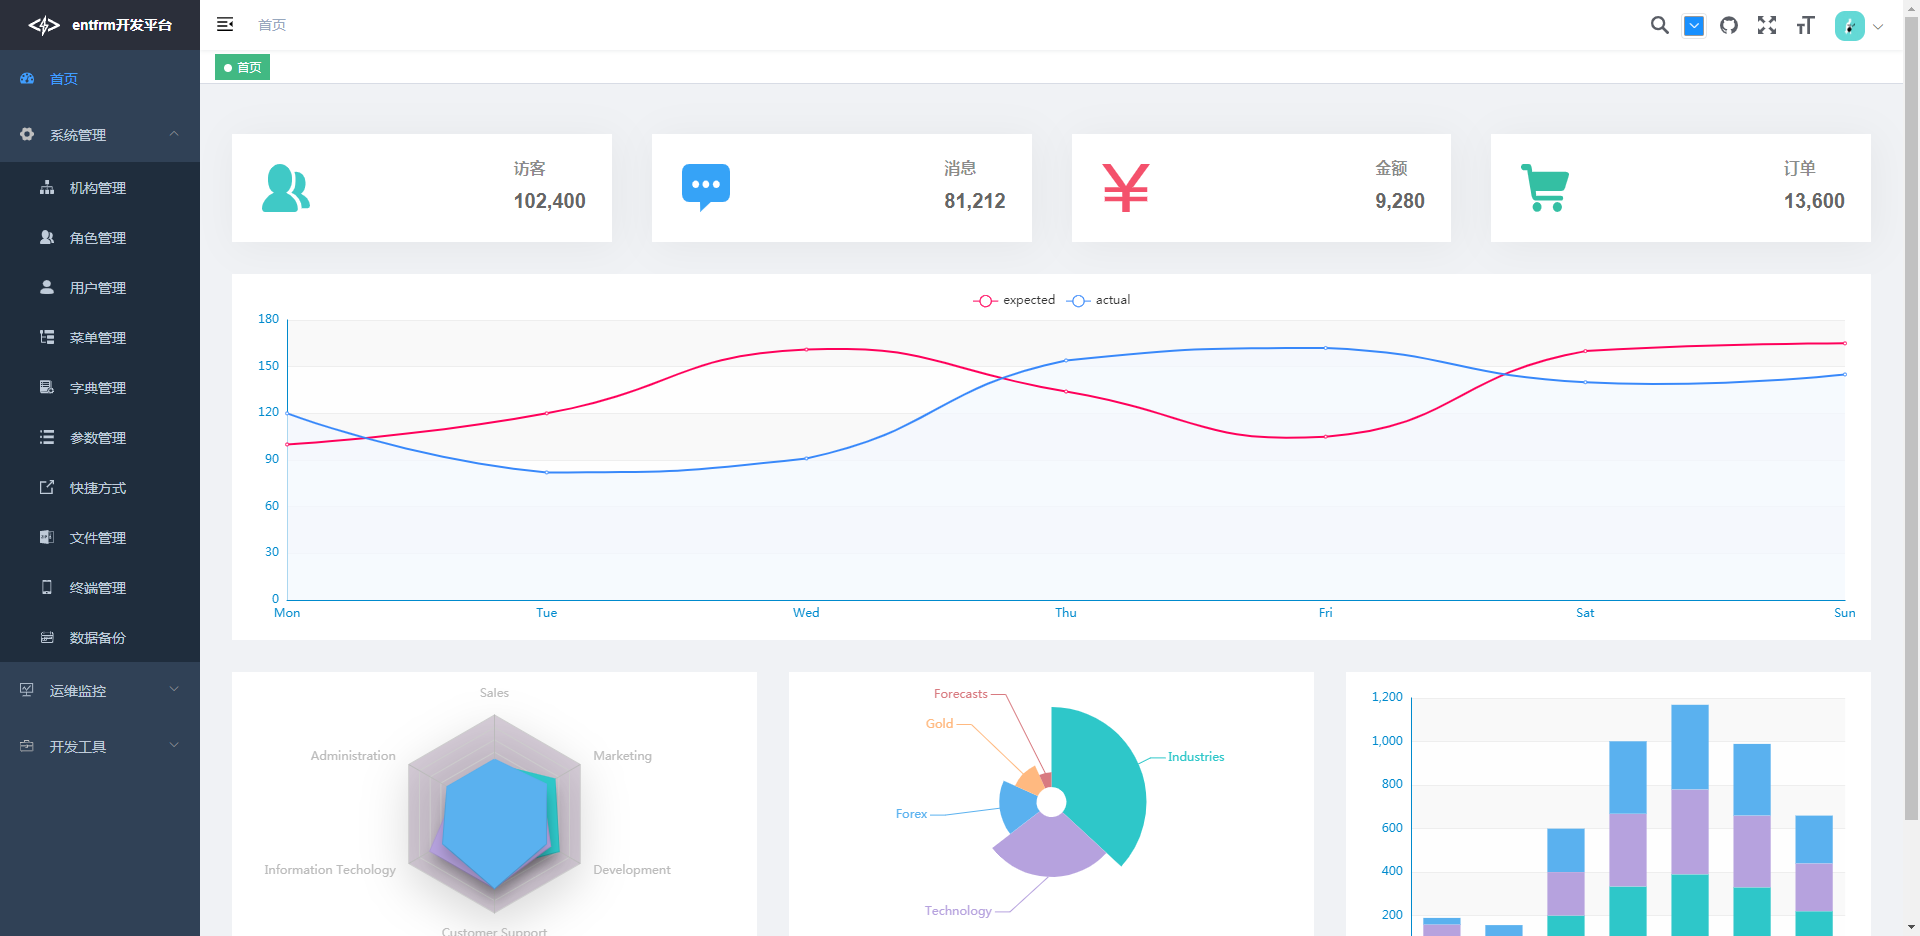 entfrm开发平台
首页
系统管理
机构管理
角色管理
用户管理
菜单管理
字典管理
参数管理
快捷方式
文件管理
终端管理
数据备份
运维监控
开发工具
首页
首页
访客
102,400
消息
81,212
金额
9,280
订单
13,600
expected actual
180
150
120
90
60
30
0
Mon Tue Wed Thu Fri Sat Sun
Sales
Administration
Marketing
Information Techology
Development
Customer Support
Forecasts
Gold
Industries
Forex
Technology
1,200
1,000
800
600
400
200